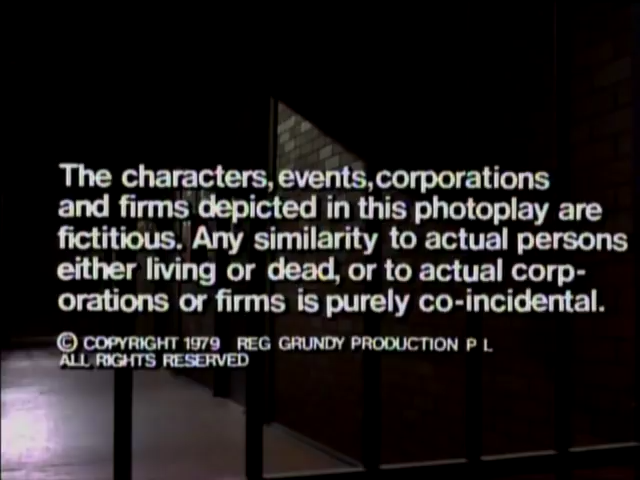 The characters, events, corporations
and firms depicted in this photoplay are
fictitious. Any similarity to actual persons
either living or dead, or to actual corp-
orations or firms is purely co-incidental.
© COPYRIGHT 1979 REG GRUNDY PRODUCTION P L
ALL RIGHTS RESERVED